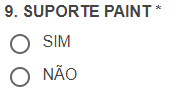 9. SUPORTE PAINT *
SIM
NÃO